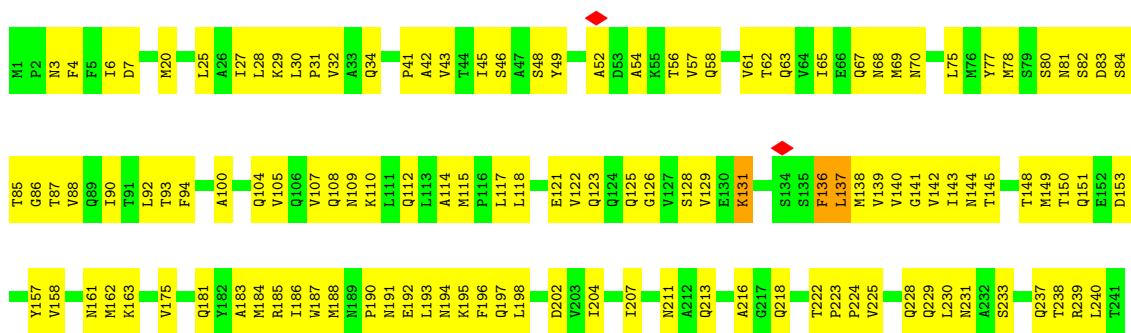 M1 P2 N3 F4 F5 I6 D7 M20 L25 A26 I27 L28 K29 L30 P31 V32 A33 Q34 P41 A42 V43 T44 I45 S46 A47 S48 Y49 A52 D53 A54 K55 T56 V57 Q58 V61 T62 Q63 V64 I65 E66 Q67 N68 M69 N70 L75 M76 Y77 M78 S79 S80 N81 S82 D83 S84
T85 G86 T87 V88 Q89 I90 T91 L92 T93 F94 A100 Q104 V105 Q106 V107 Q108 N109 K110 L111 Q112 L113 A114 M115 P116 L117 L118 E121 V122 Q123 Q124 Q125 G126 V127 S128 V129 E130 K131 S134 S135 F136 L137 M138 V139 V140 G141 V142 I143 N144 T145 T148 M149 T150 Q151 E152 D153
Y157 V158 N161 M162 K163 V175 Q181 Y182 A183 M184 R185 I186 W187 M188 N189 P190 N191 E192 L193 N194 K195 F196 Q197 L198 D202 V203 I204 I207 N211 A212 Q213 A216 G217 Q218 T222 P223 P224 V225 Q228 Q229 L230 N231 A232 S233 Q237 T238 R239 L240 T241